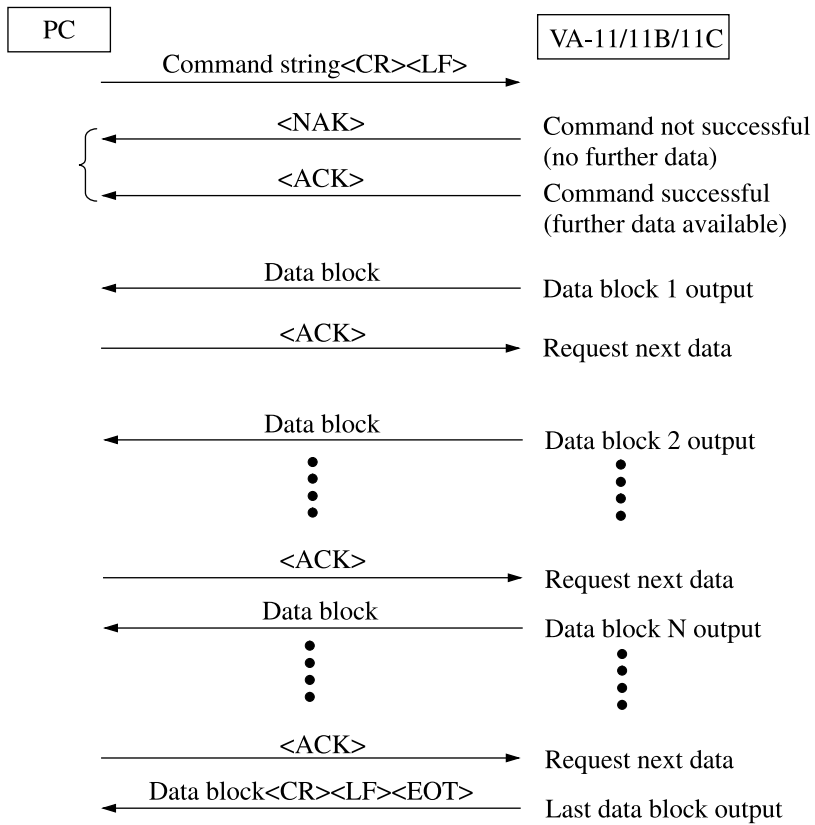 PC
VA-11/11B/11C
Command string<CR><LF>
<NAK>
Command not successful
(no further data)
<ACK>
Command successful
(further data available)
Data block
Data block 1 output
<ACK>
Request next data
Data block
Data block 2 output
<ACK>
Request next data
Data block
Data block N output
<ACK>
Request next data
Data block<CR><LF><EOT>
Last data block output